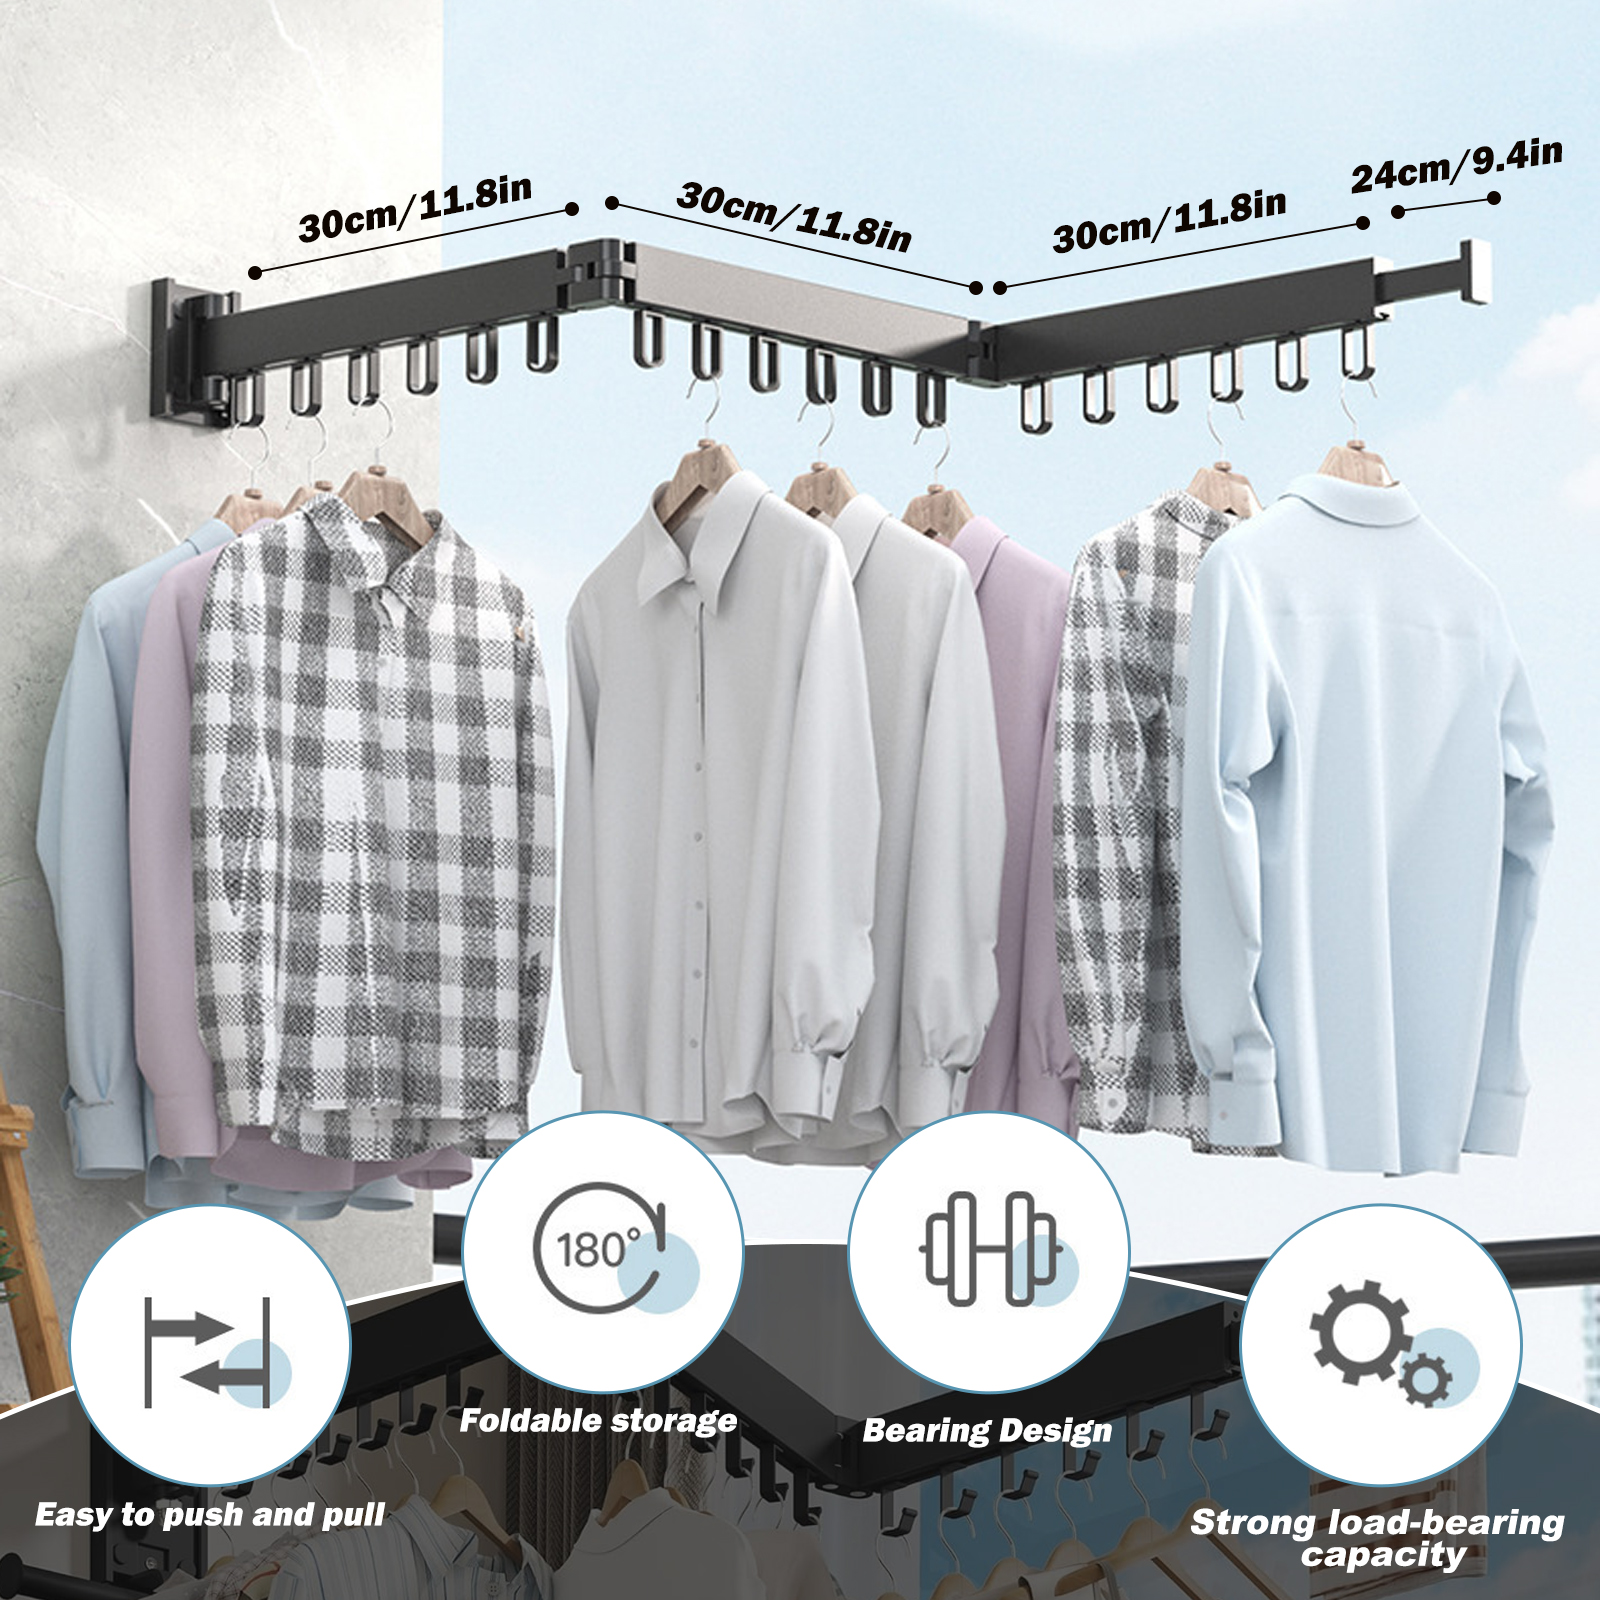 30cm/11.8in
30cm/11.8in
30cm/11.8in
24cm/9.4in
180°
Easy to push and pull
Foldable storage
Bearing Design
Strong load-bearing
capacity